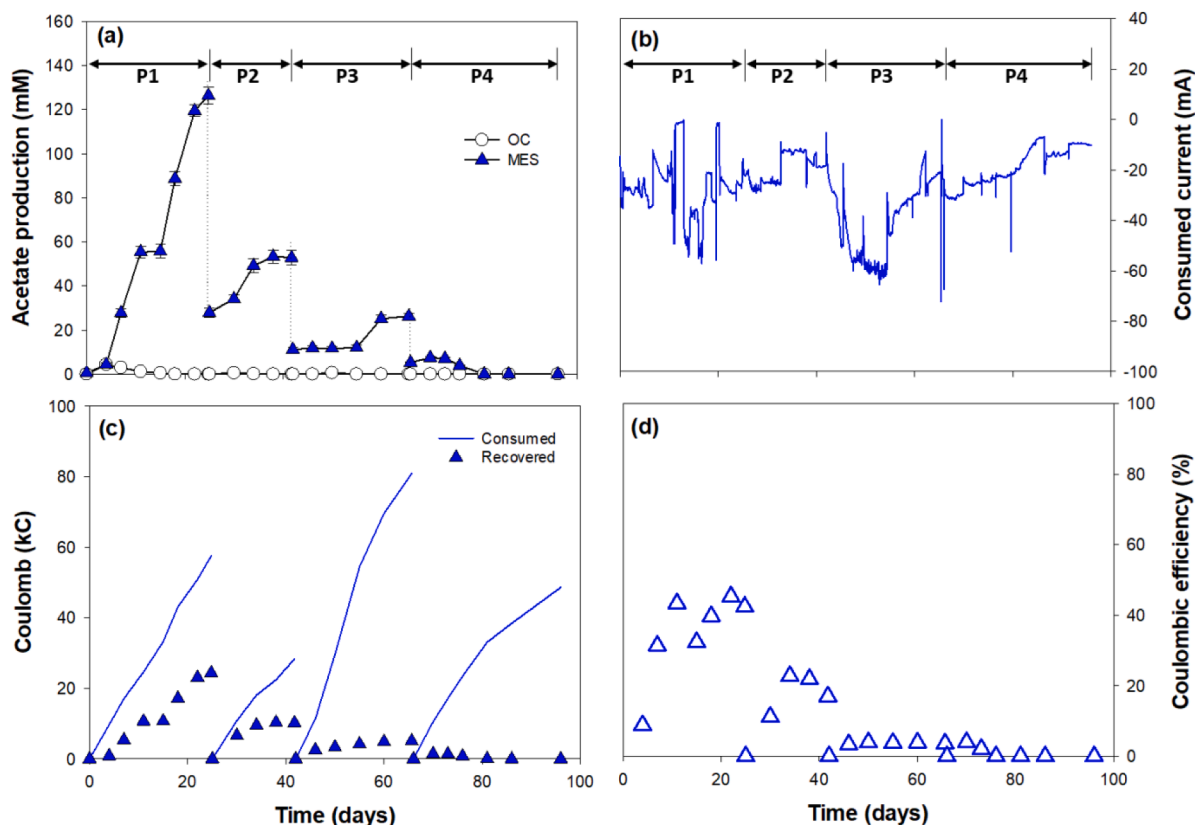 (a)
P1 P2 P3 P4
OC
MES
Acetate production (mM)
160
140
120
100
80
60
40
20
0
(b)
P1 P2 P3 P4
Consumed current (mA)
40
20
0
-20
-40
-60
-80
-100
(c)
Consumed
Recovered
Coulomb (kC)
100
80
60
40
20
0
0 20 40 60 80 100
Time (days)
(d)
Coulombic efficiency (%)
100
80
60
40
20
0
0 20 40 60 80 100
Time (days)